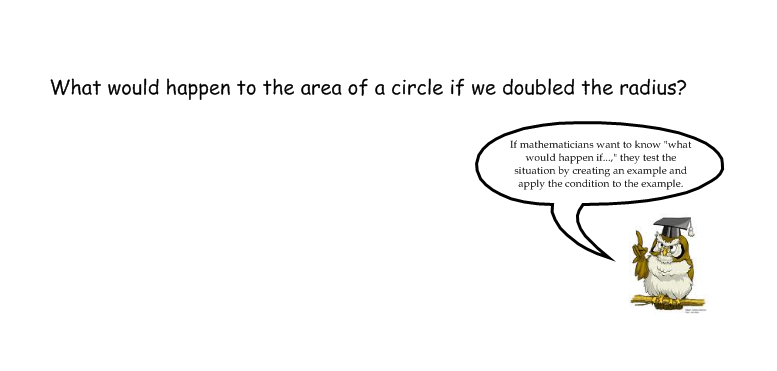 What would happen to the area of a circle if we doubled the radius?
If mathematicians want to know "what
would happen if...," they test the
situation by creating an example and
apply the condition to the example.